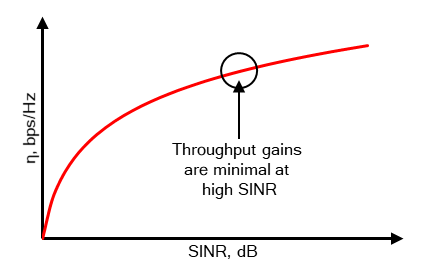 η, bps/Hz
Throughput gains
are minimal at
high SINR
SINR, dB